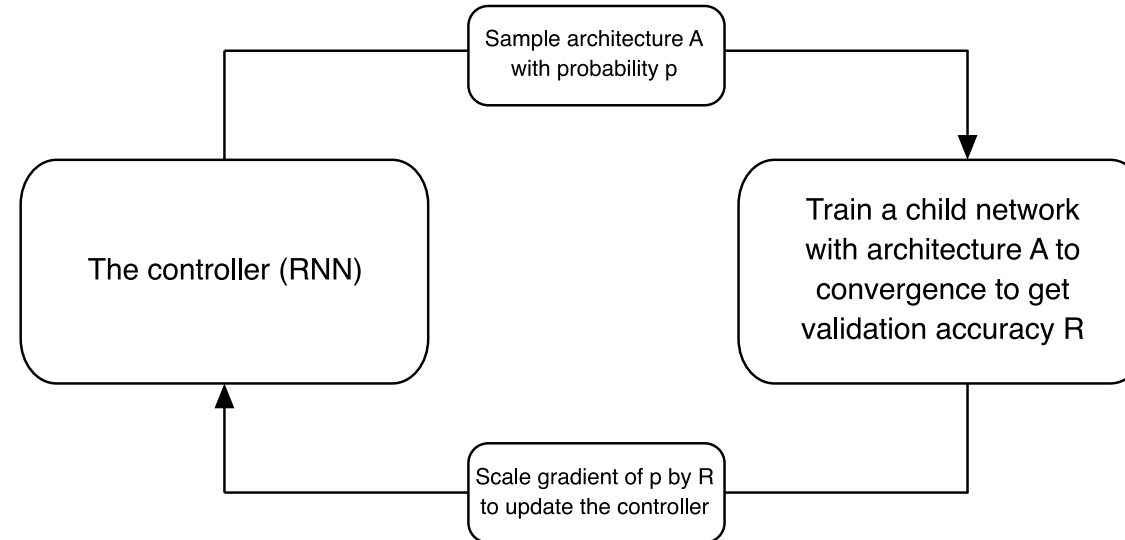 Sample architecture A
with probability p
The controller (RNN)
Train a child network
with architecture A to
convergence to get
validation accuracy R
Scale gradient of p by R
to update the controller